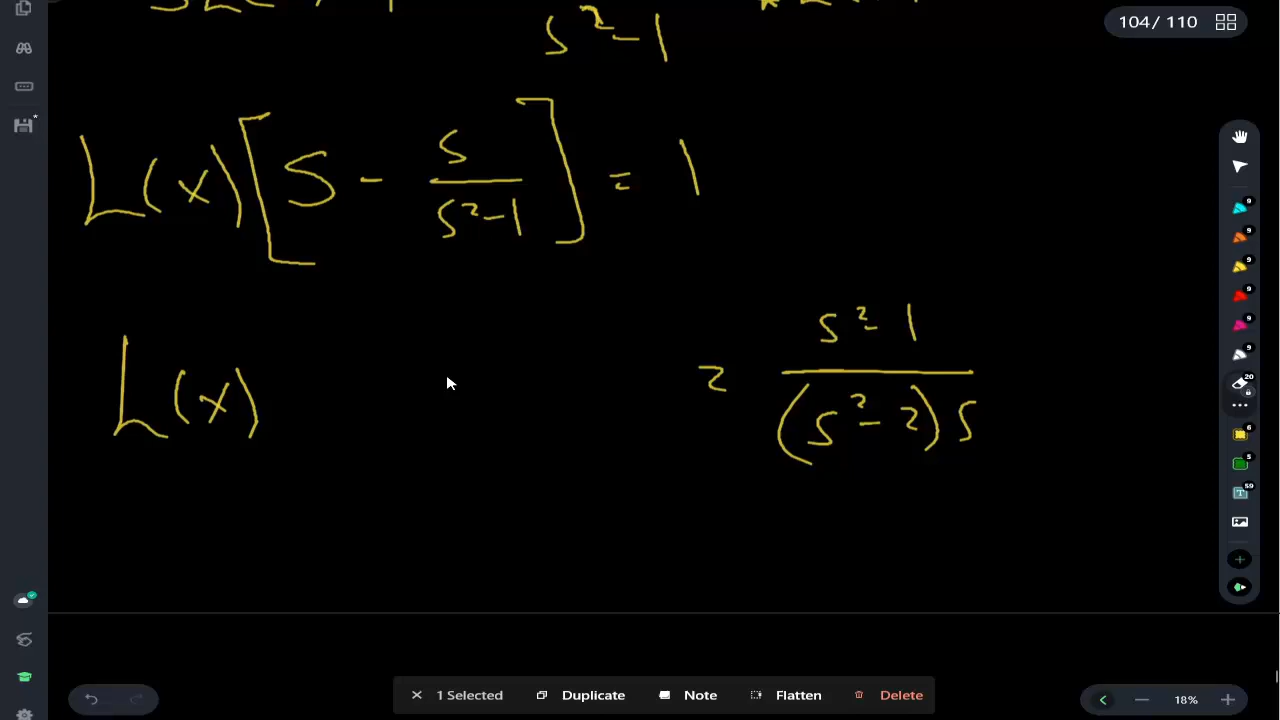 104/ 110
s² - 1
L(x) [ S - s / (s² - 1) ] = 1
L(x) = (s² - 1) / ((s² - 2) s)
1 Selected Duplicate Note Flatten Delete
18%